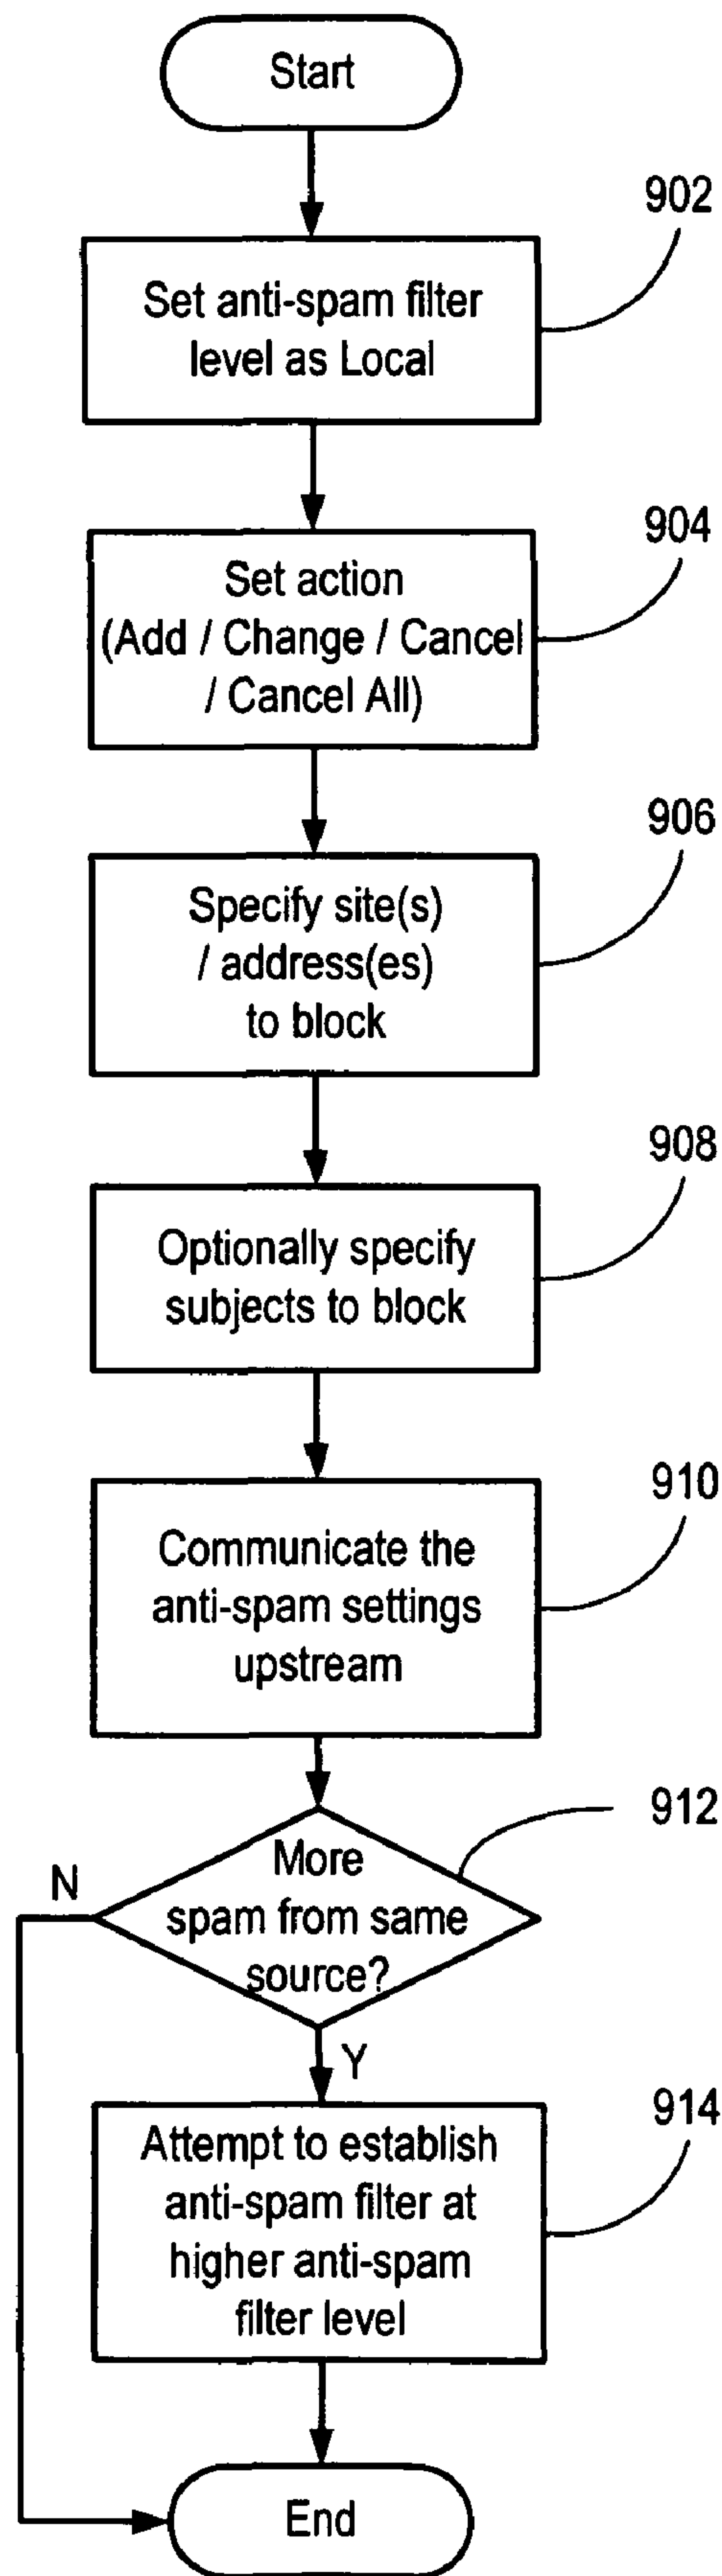 Start
902
Set anti-spam filter
level as Local
904
Set action
(Add / Change / Cancel
/ Cancel All)
906
Specify site(s)
/ address(es)
to block
908
Optionally specify
subjects to block
910
Communicate the
anti-spam settings
upstream
912
N
More
spam from same
source?
Y
914
Attempt to establish
anti-spam filter at
higher anti-spam
filter level
End